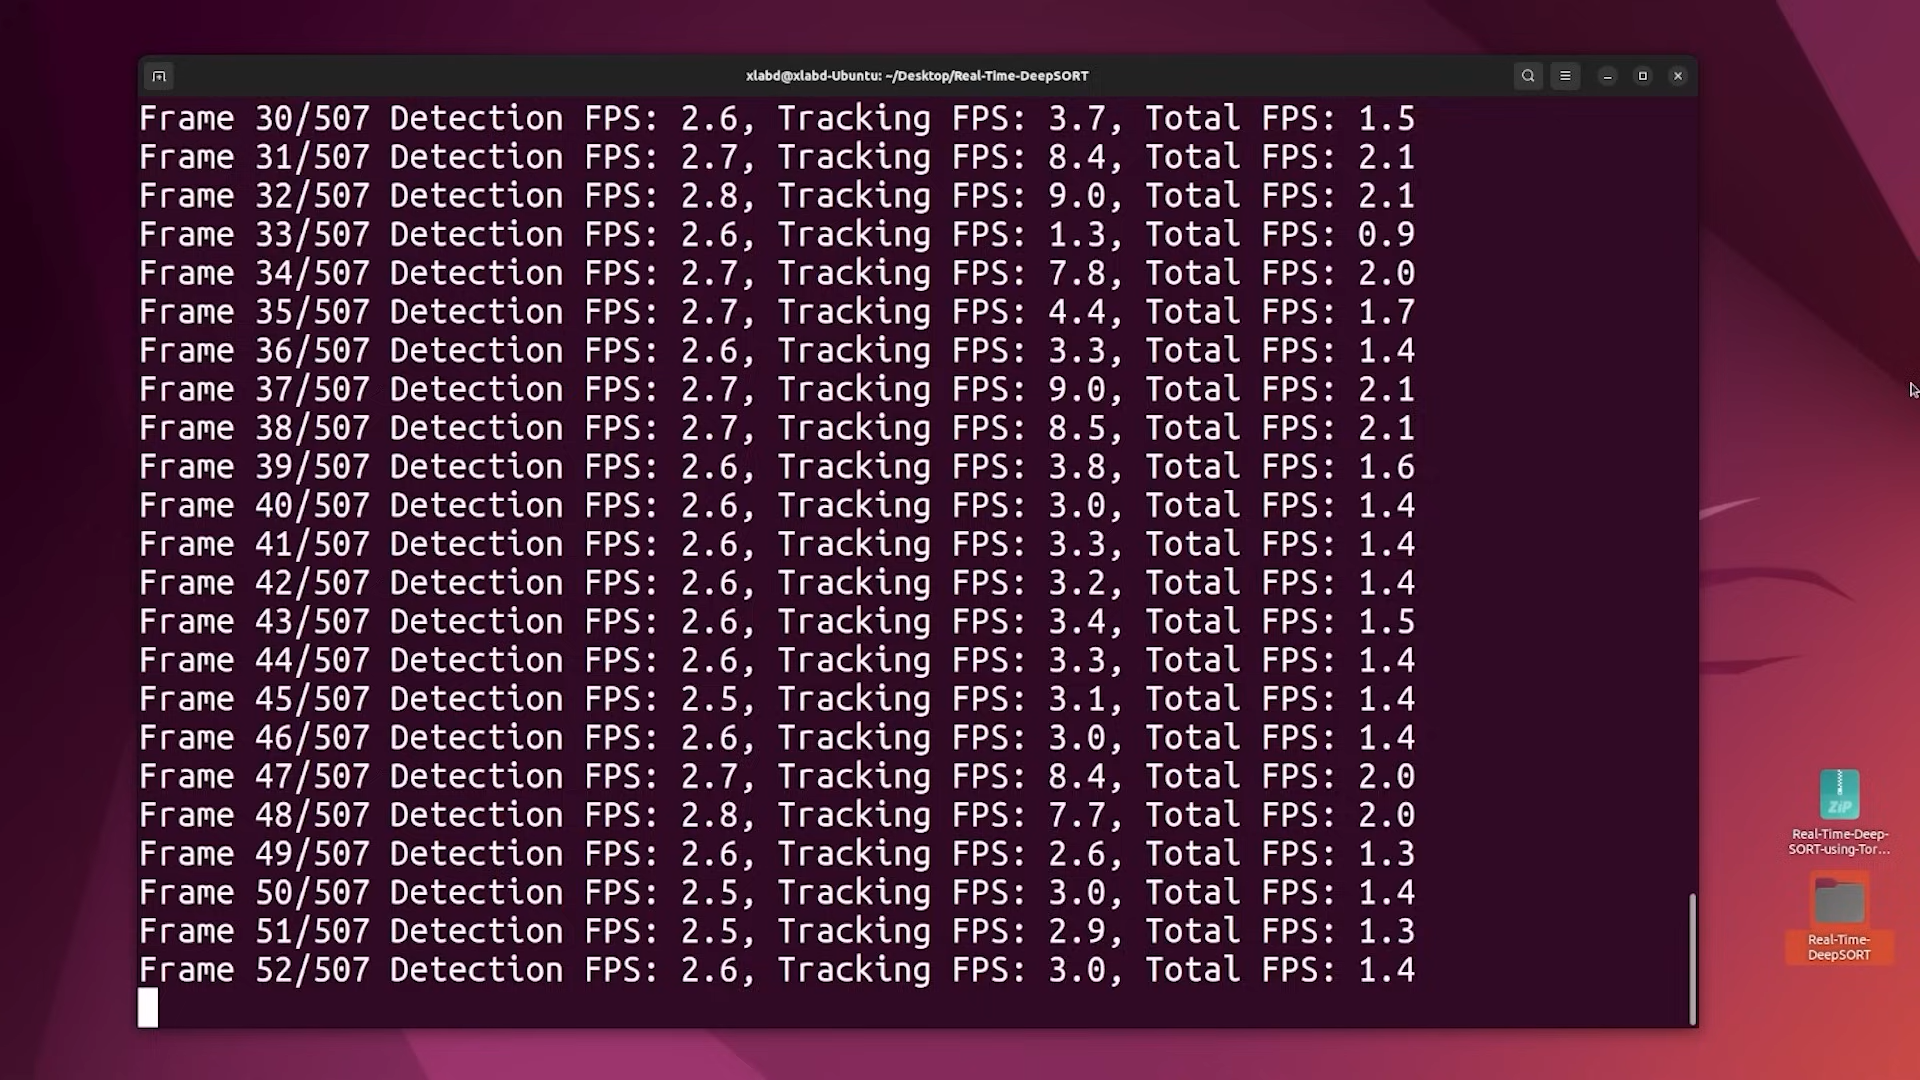 xlabd@xlabd-Ubuntu: ~/Desktop/Real-Time-DeepSORT
Frame 30/507 Detection FPS: 2.6, Tracking FPS: 3.7, Total FPS: 1.5
Frame 31/507 Detection FPS: 2.7, Tracking FPS: 8.4, Total FPS: 2.1
Frame 32/507 Detection FPS: 2.8, Tracking FPS: 9.0, Total FPS: 2.1
Frame 33/507 Detection FPS: 2.6, Tracking FPS: 1.3, Total FPS: 0.9
Frame 34/507 Detection FPS: 2.7, Tracking FPS: 7.8, Total FPS: 2.0
Frame 35/507 Detection FPS: 2.7, Tracking FPS: 4.4, Total FPS: 1.7
Frame 36/507 Detection FPS: 2.6, Tracking FPS: 3.3, Total FPS: 1.4
Frame 37/507 Detection FPS: 2.7, Tracking FPS: 9.0, Total FPS: 2.1
Frame 38/507 Detection FPS: 2.7, Tracking FPS: 8.5, Total FPS: 2.1
Frame 39/507 Detection FPS: 2.6, Tracking FPS: 3.8, Total FPS: 1.6
Frame 40/507 Detection FPS: 2.6, Tracking FPS: 3.0, Total FPS: 1.4
Frame 41/507 Detection FPS: 2.6, Tracking FPS: 3.3, Total FPS: 1.4
Frame 42/507 Detection FPS: 2.6, Tracking FPS: 3.2, Total FPS: 1.4
Frame 43/507 Detection FPS: 2.6, Tracking FPS: 3.4, Total FPS: 1.5
Frame 44/507 Detection FPS: 2.6, Tracking FPS: 3.3, Total FPS: 1.4
Frame 45/507 Detection FPS: 2.5, Tracking FPS: 3.1, Total FPS: 1.4
Frame 46/507 Detection FPS: 2.6, Tracking FPS: 3.0, Total FPS: 1.4
Frame 47/507 Detection FPS: 2.7, Tracking FPS: 8.4, Total FPS: 2.0
Frame 48/507 Detection FPS: 2.8, Tracking FPS: 7.7, Total FPS: 2.0
Frame 49/507 Detection FPS: 2.6, Tracking FPS: 2.6, Total FPS: 1.3
Frame 50/507 Detection FPS: 2.5, Tracking FPS: 3.0, Total FPS: 1.4
Frame 51/507 Detection FPS: 2.5, Tracking FPS: 2.9, Total FPS: 1.3
Frame 52/507 Detection FPS: 2.6, Tracking FPS: 3.0, Total FPS: 1.4
ZIP
Real-Time-Deep-
SORT-using-Tor...
Real-Time-
DeepSORT